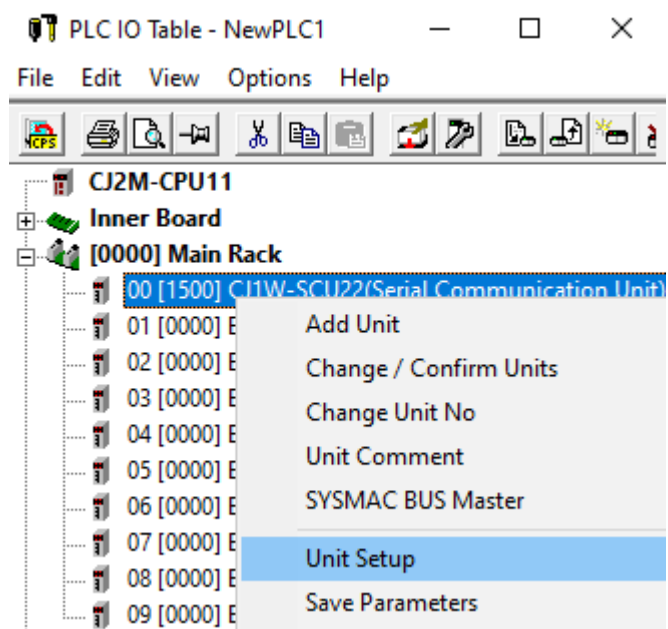 PLC IO Table - NewPLC1
File Edit View Options Help
CPS
CJ2M-CPU11
Inner Board
[0000] Main Rack
00 [1500] CJ1W-SCU22(Serial Communication Unit)
01 [0000] E
02 [0000] E
03 [0000] E
04 [0000] E
05 [0000] E
06 [0000] E
07 [0000] E
08 [0000] E
09 [0000] E
Add Unit
Change / Confirm Units
Change Unit No
Unit Comment
SYSMAC BUS Master
Unit Setup
Save Parameters